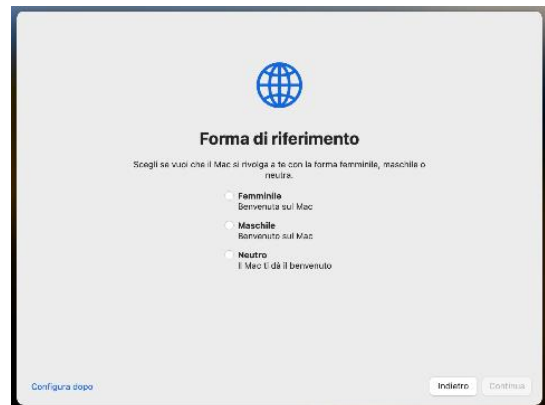 Forma di riferimento
Scegli se vuoi che il Mac si rivolga a te con la forma femminile, maschile o
neutra.
Femminile
Benvenuta sul Mac
Maschile
Benvenuto sul Mac
Neutro
Il Mac ti dà il benvenuto
Configura dopo
Indietro
Continua